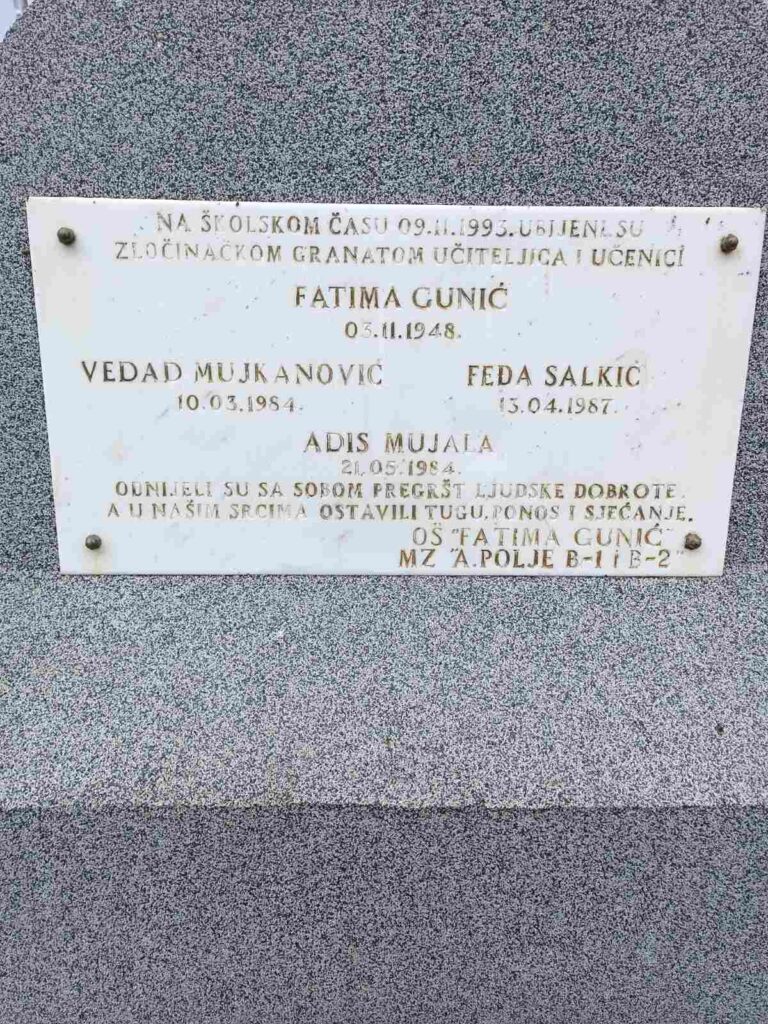 NA ŠKOLSKOM ČASU 09.11.1993. UBIJENI SU
ZLOČINAČKOM GRANATOM UČITELJICA I UČENICI
FATIMA GUNIĆ
03.11.1948.
VEDAD MUJKANOVIĆ FEĐA SALKIĆ
10.03.1984. 13.04.1987.
ADIS MUJALA
21.05.1984.
ODNIJELI SU SA SOBOM PREGRŠT LJUDSKE DOBROTE,
A U NAŠIM SRCIMA OSTAVILI TUGU, PONOS I SJEĆANJE.
OŠ "FATIMA GUNIĆ"
MZ "A.POLJE B-1 I B-2"